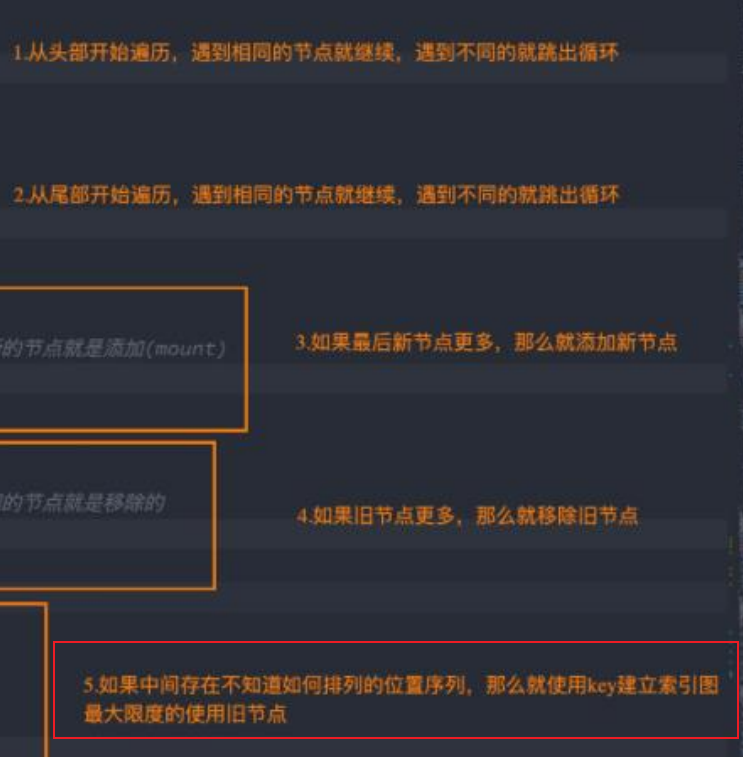 1.从头部开始遍历，遇到相同的节点就继续，遇到不同的就跳出循环
2.从尾部开始遍历，遇到相同的节点就继续，遇到不同的就跳出循环
的节点就是添加(mount)
3.如果最后新节点更多，那么就添加新节点
的节点就是移除的
4.如果旧节点更多，那么就移除旧节点
5.如果中间存在不知道如何排列的位置序列，那么就使用key建立索引图
最大限度的使用旧节点